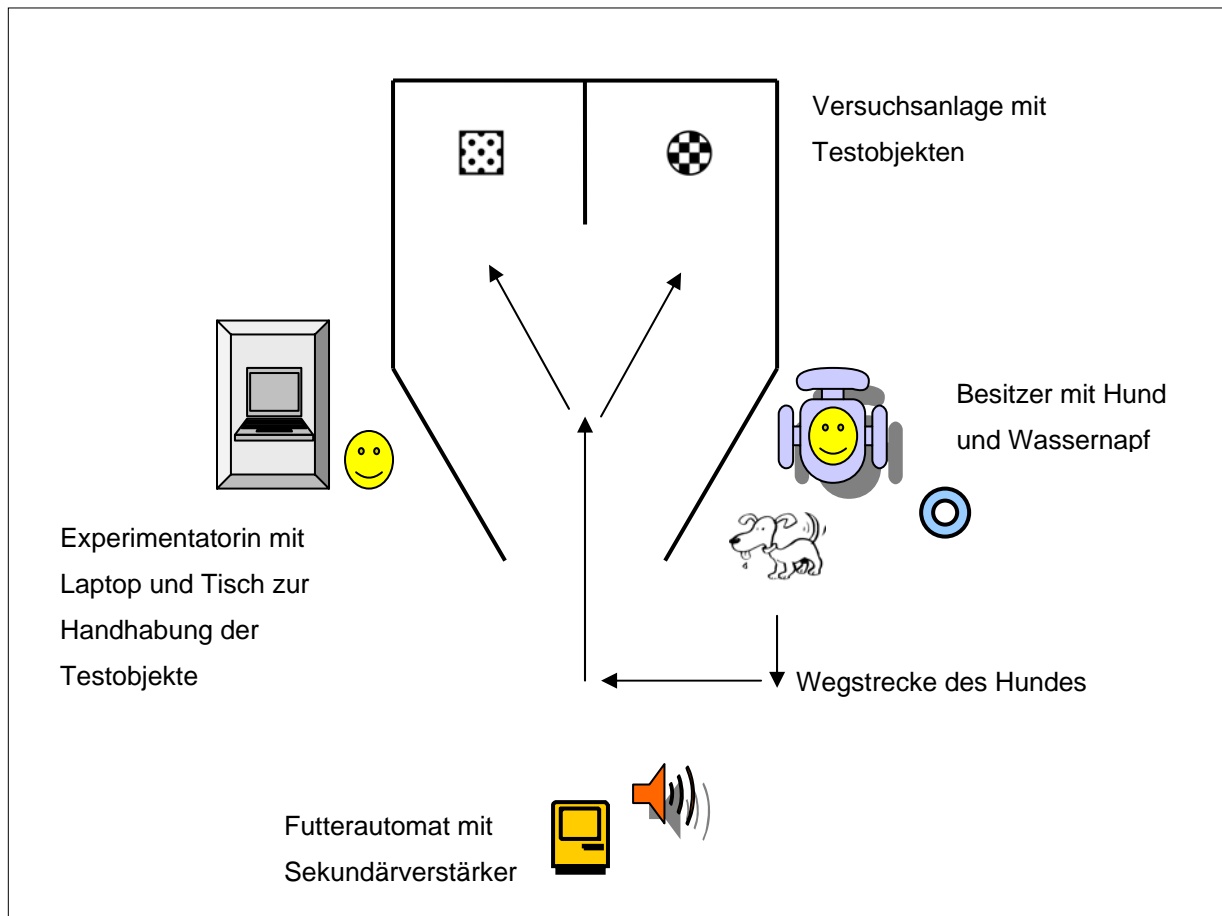 Versuchsanlage mit
Testobjekten
Besitzer mit Hund
und Wassernapf
Experimentatorin mit
Laptop und Tisch zur
Handhabung der
Testobjekte
Wegstrecke des Hundes
Futterautomat mit
Sekundärverstärker